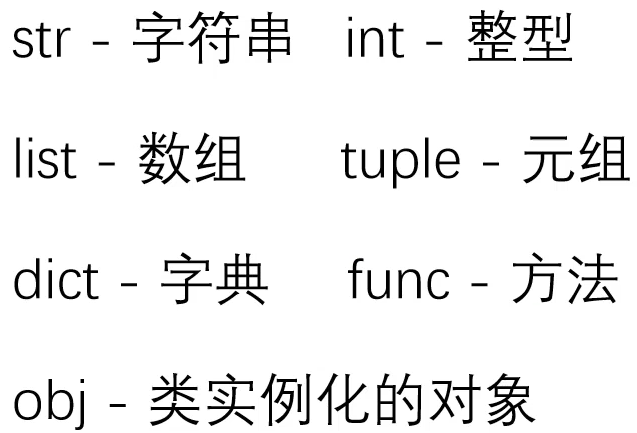 str - 字符串 int - 整型
list - 数组 tuple - 元组
dict - 字典 func - 方法
obj - 类实例化的对象